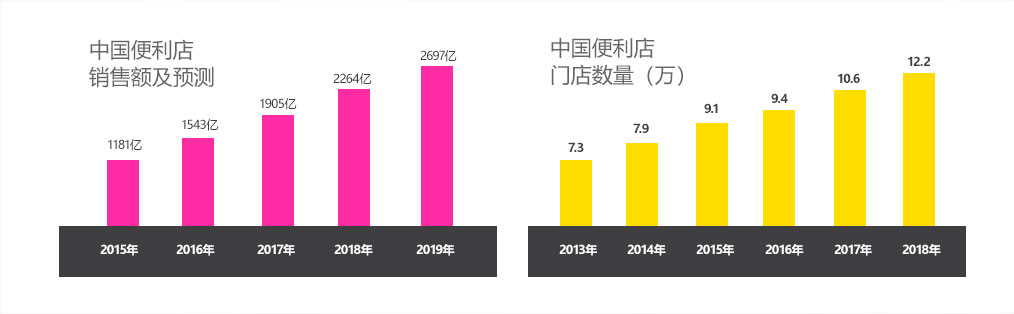 中国便利店
销售额及预测
1181亿
1543亿
1905亿
2264亿
2697亿
2015年
2016年
2017年
2018年
2019年
中国便利店
门店数量（万）
7.3
7.9
9.1
9.4
10.6
12.2
2013年
2014年
2015年
2016年
2017年
2018年